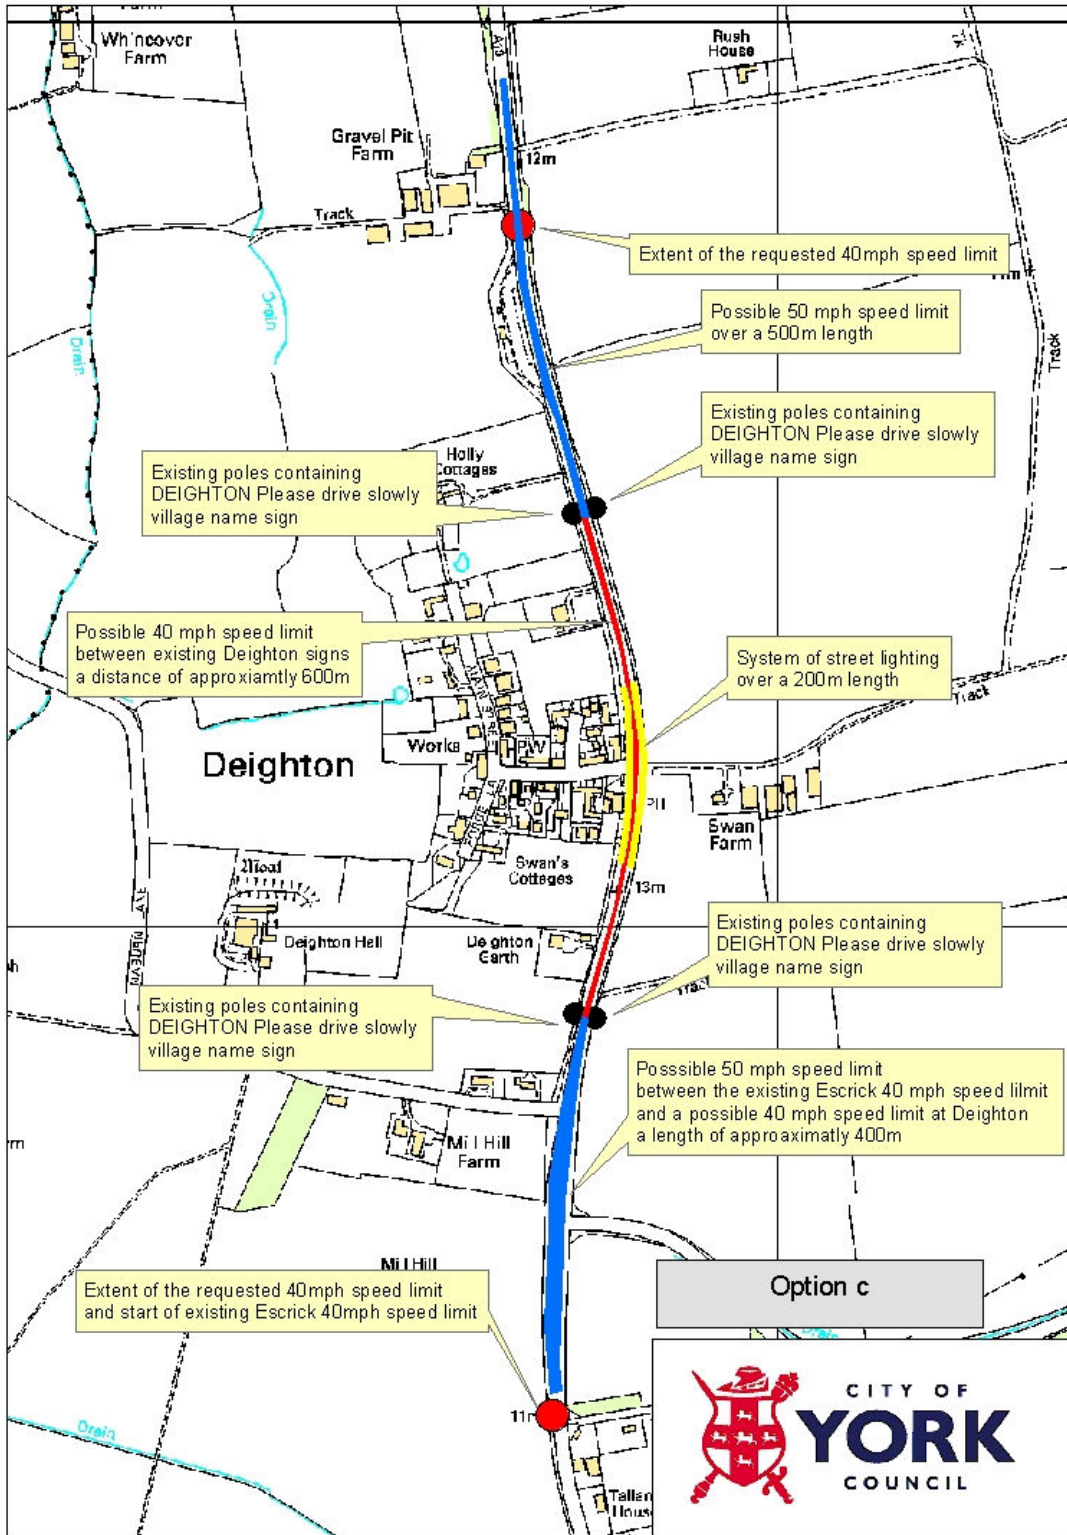 Whincover
Farm
A19
Rush
House
Gravel Pit
Farm
12m
Track
Extent of the requested 40mph speed limit
Drain
Drain
Possible 50 mph speed limit
over a 500m length
Track
Existing poles containing
DEIGHTON Please drive slowly
village name sign
Holly
Cottages
Existing poles containing
DEIGHTON Please drive slowly
village name sign
Possible 40 mph speed limit
between existing Deighton signs
a distance of approxiamtly 600m
System of street lighting
over a 200m length
Track
MAIN STREET
Works
PW
Deighton
PH
Swan
Farm
Swan's
Cottages
Moat
13m
Existing poles containing
DEIGHTON Please drive slowly
village name sign
Deighton Hall
Deighton
Garth
Track
Existing poles containing
DEIGHTON Please drive slowly
village name sign
Posssible 50 mph speed limit
between the existing Escrick 40 mph speed lilmit
and a possible 40 mph speed limit at Deighton
a length of approaximatly 400m
Mill Hill
Farm
Mill Hill
Extent of the requested 40mph speed limit
and start of existing Escrick 40mph speed limit
Option c
Drain
11m
Drain
CITY OF
YORK
COUNCIL
House